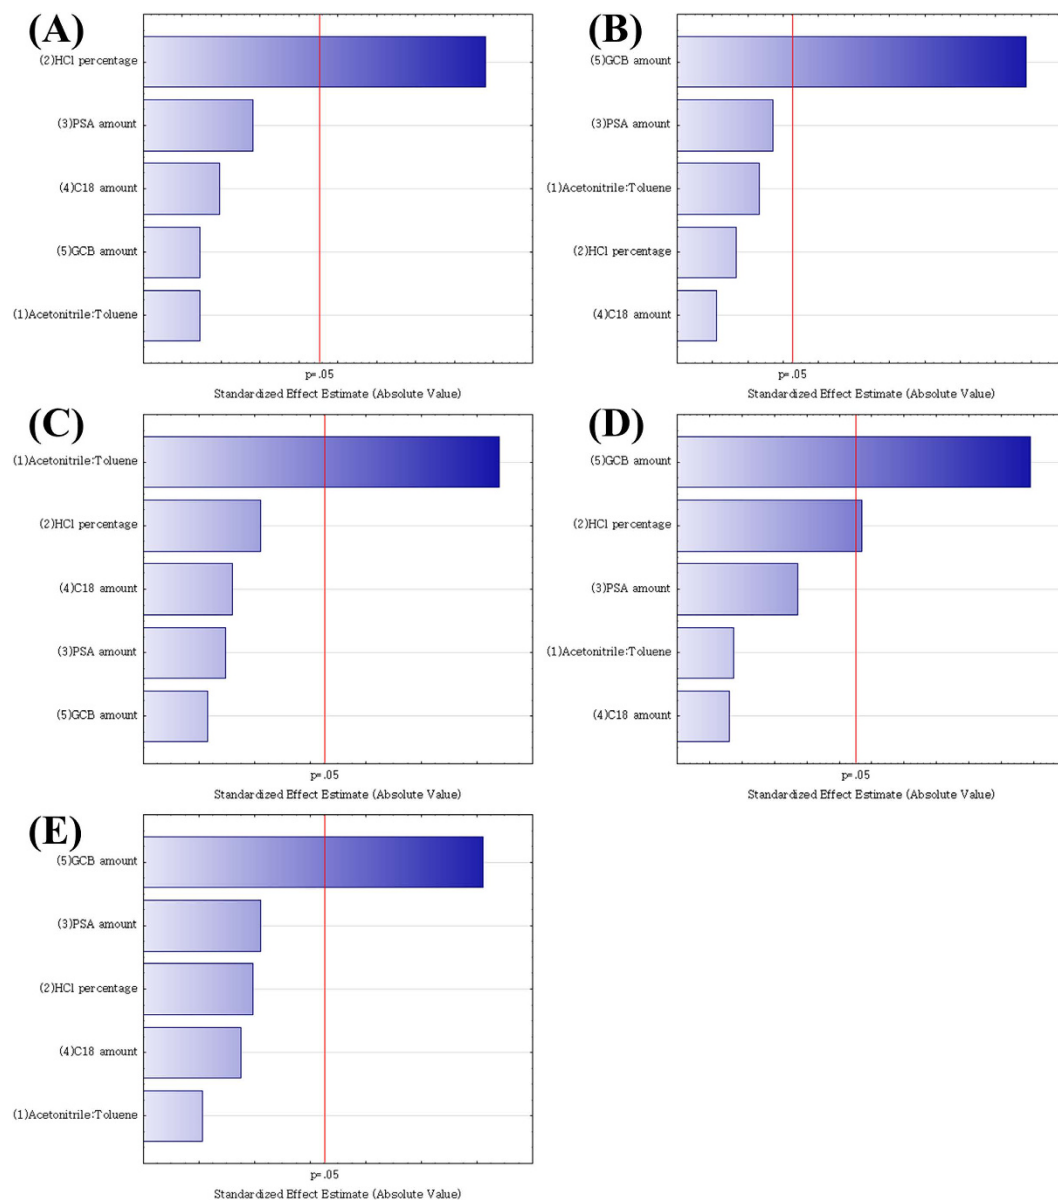 (A)
(2)HCl percentage
(3)PSA amount
(4)C18 amount
(5)GCB amount
(1)Acetonitrile:Toluene
p=.05
Standardized Effect Estimate (Absolute Value)
(B)
(5)GCB amount
(3)PSA amount
(1)Acetonitrile:Toluene
(2)HCl percentage
(4)C18 amount
p=.05
Standardized Effect Estimate (Absolute Value)
(C)
(1)Acetonitrile:Toluene
(2)HCl percentage
(4)C18 amount
(3)PSA amount
(5)GCB amount
p=.05
Standardized Effect Estimate (Absolute Value)
(D)
(5)GCB amount
(2)HCl percentage
(3)PSA amount
(1)Acetonitrile:Toluene
(4)C18 amount
p=.05
Standardized Effect Estimate (Absolute Value)
(E)
(5)GCB amount
(3)PSA amount
(2)HCl percentage
(4)C18 amount
(1)Acetonitrile:Toluene
p=.05
Standardized Effect Estimate (Absolute Value)